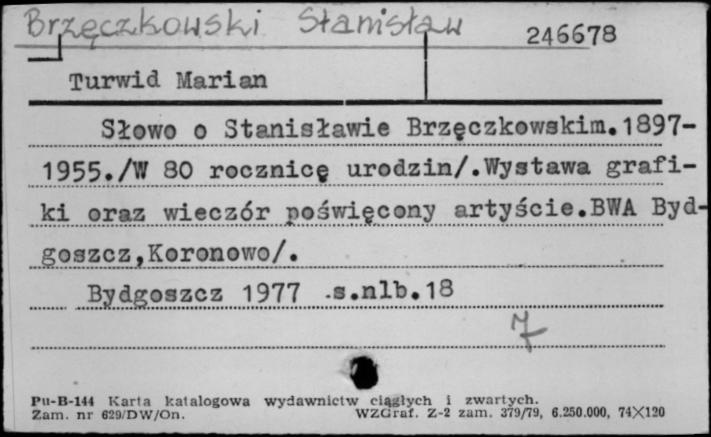 Brzęczkowski Stanisław 246678
Turwid Marian
Słowo o Stanisławie Brzęczkowskim.1897-
1955./W 80 rocznicę urodzin/.Wystawa grafi-
ki oraz wieczór poświęcony artyście.BWA Byd-
goszcz,Koronowo/.
Bydgoszcz 1977 .s.nlb.18
7
Pu-B-144 Karta katalogowa wydawnictw ciągłych i zwartych.
Zam. nr 629/DW/On. WZGraf. Z-2 zam. 379/79, 6.250.000, 74X120